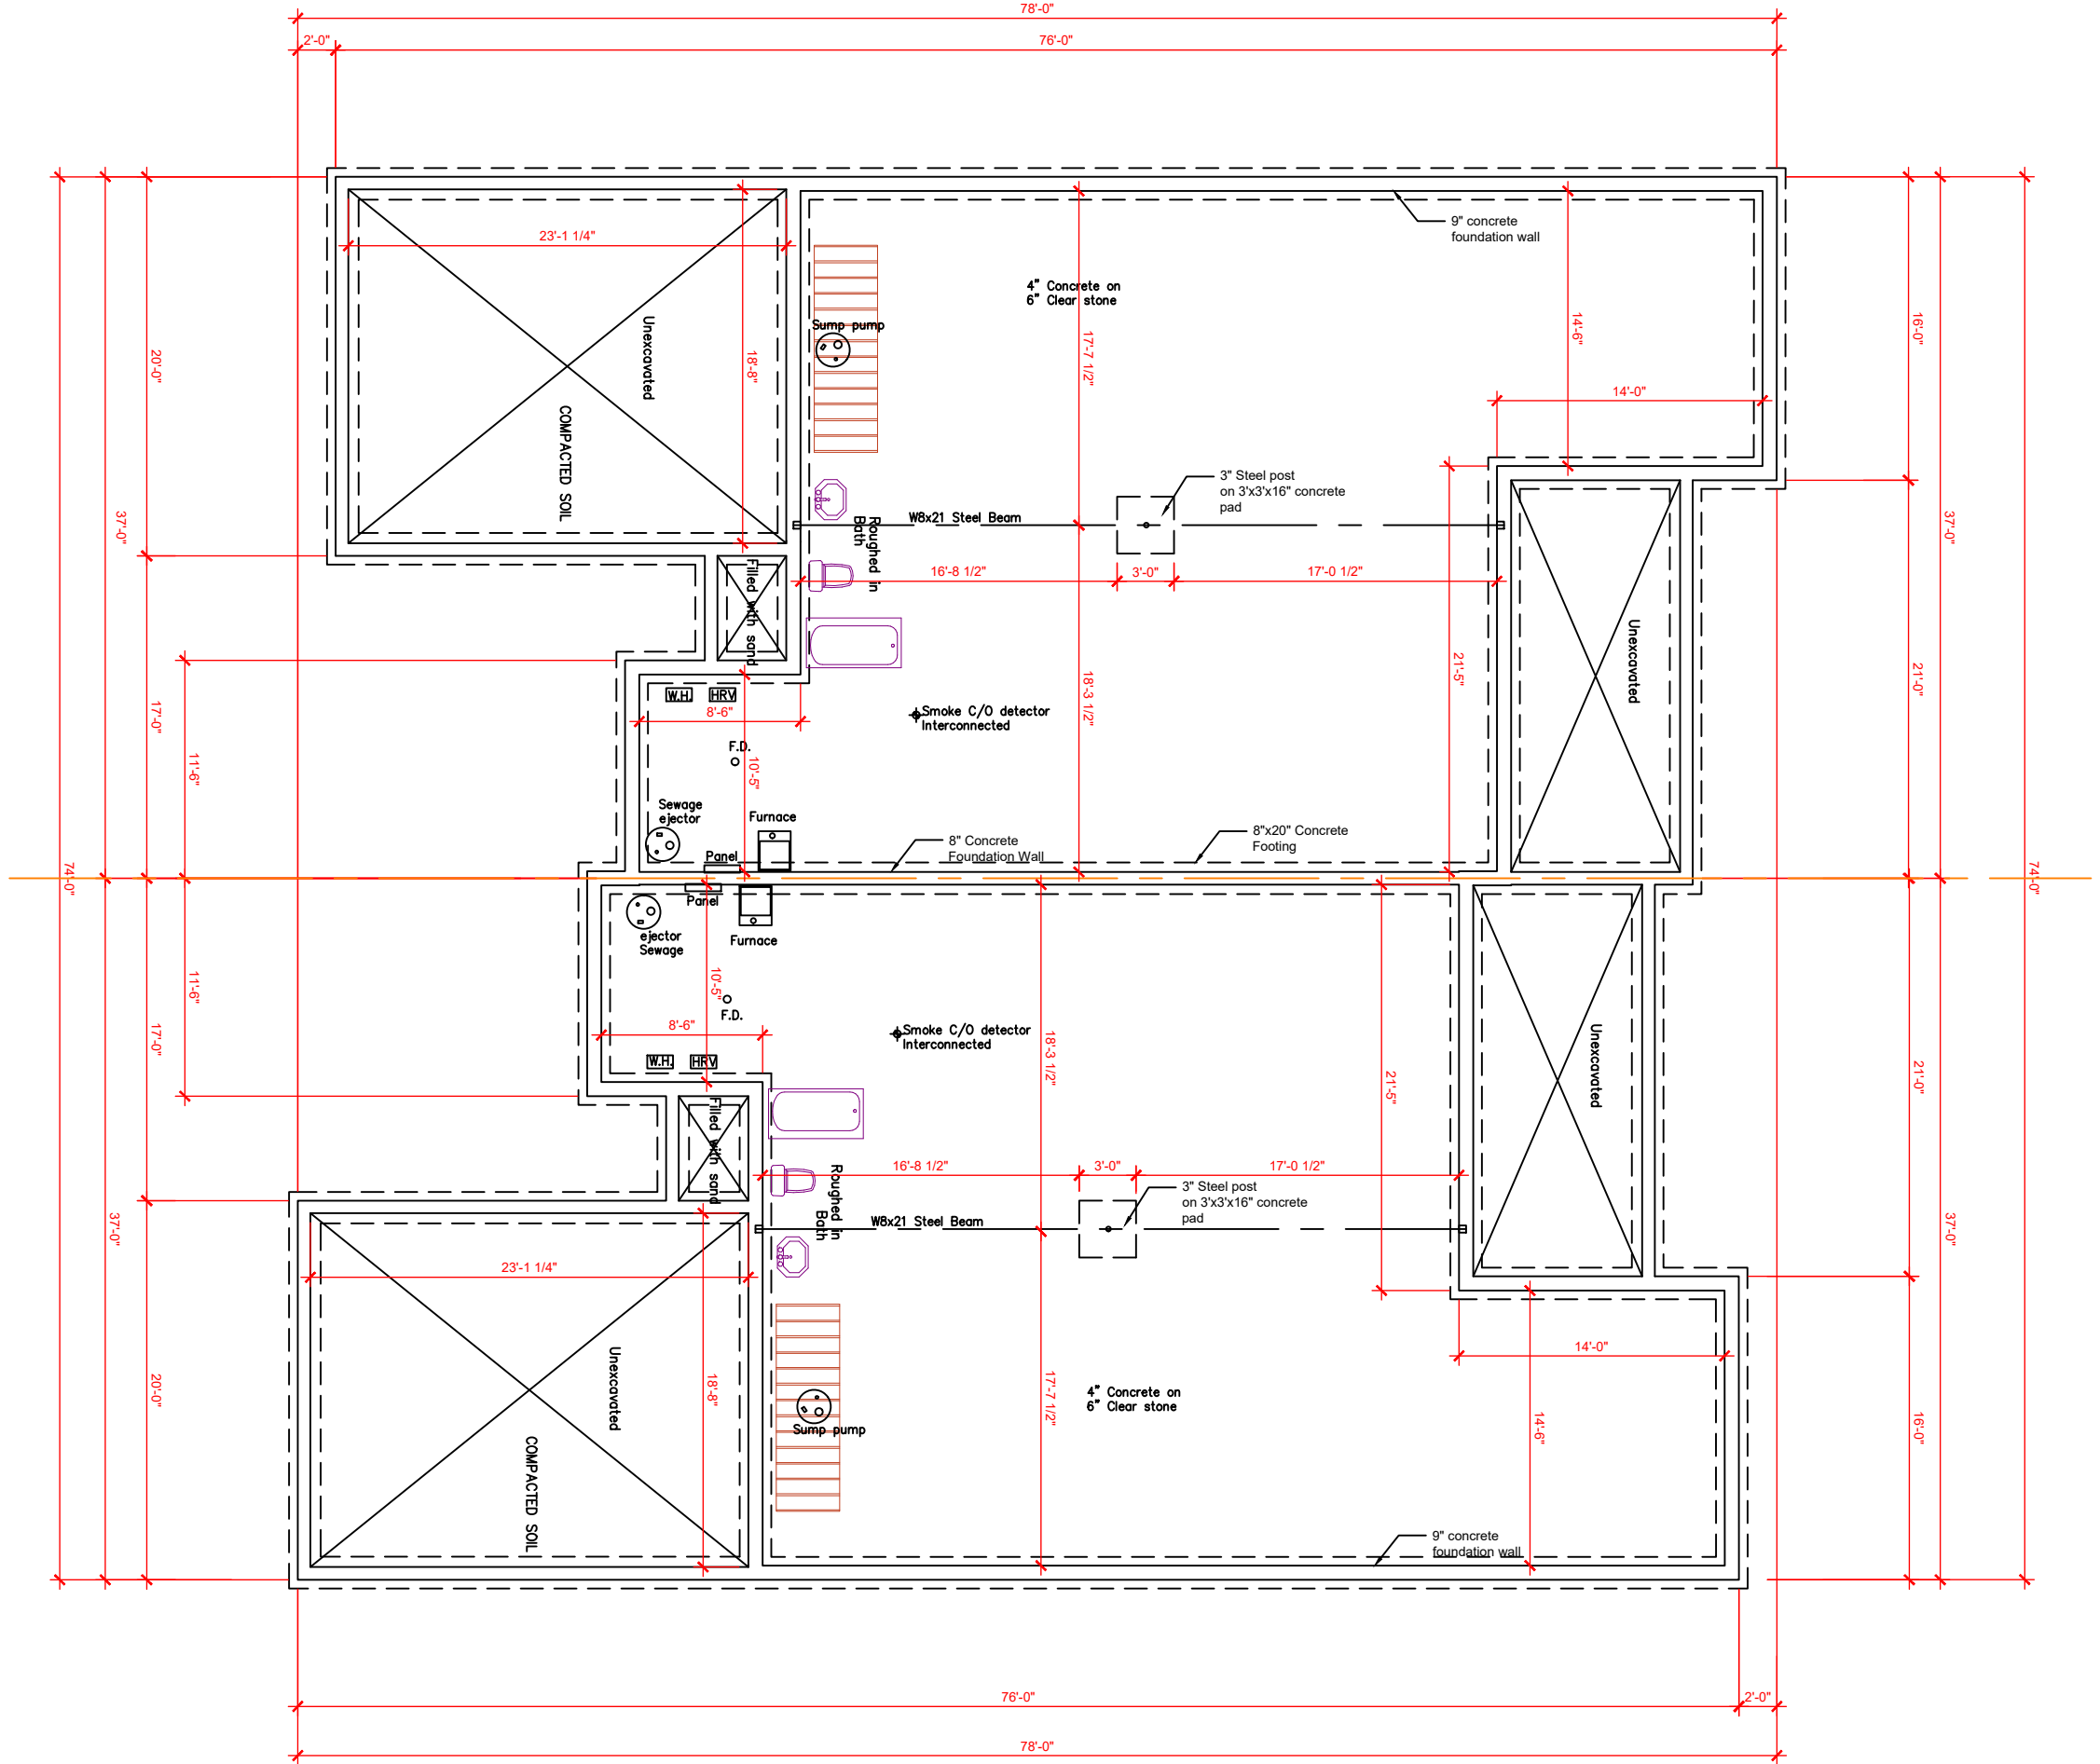 78'-0"
2'-0"
76'-0"
9" concrete
foundation wall
23'-1 1/4"
4" Concrete on
6" Clear stone
Sump pump
Unexcavated
COMPACTED SOIL
18'-8"
17'-7 1/2"
14'-6"
16'-0"
20'-0"
14'-0"
3" Steel post
on 3'x3'x16" concrete
pad
W8x21 Steel Beam
Roughed in
Bath
37'-0"
37'-0"
Filled with sand
16'-8 1/2"
3'-0"
17'-0 1/2"
Unexcavated
21'-5"
21'-0"
18'-3 1/2"
W.H.
HRV
8'-6"
Smoke C/O detector
Interconnected
17'-0"
11'-6"
F.D.
10'-5"
Sewage
ejector
Furnace
Panel
8" Concrete
Foundation Wall
8"x20" Concrete
Footing
74'-0"
74'-0"
Panel
ejector
Sewage
Furnace
10'-5"
F.D.
11'-6"
17'-0"
8'-6"
Smoke C/O detector
Interconnected
18'-3 1/2"
W.H.
HRV
Unexcavated
21'-5"
21'-0"
Filled with sand
16'-8 1/2"
3'-0"
17'-0 1/2"
Roughed in
Bath
3" Steel post
on 3'x3'x16" concrete
pad
W8x21 Steel Beam
37'-0"
37'-0"
23'-1 1/4"
14'-0"
Unexcavated
COMPACTED SOIL
18'-8"
20'-0"
4" Concrete on
6" Clear stone
17'-7 1/2"
14'-6"
16'-0"
Sump pump
9" concrete
foundation wall
76'-0"
2'-0"
78'-0"